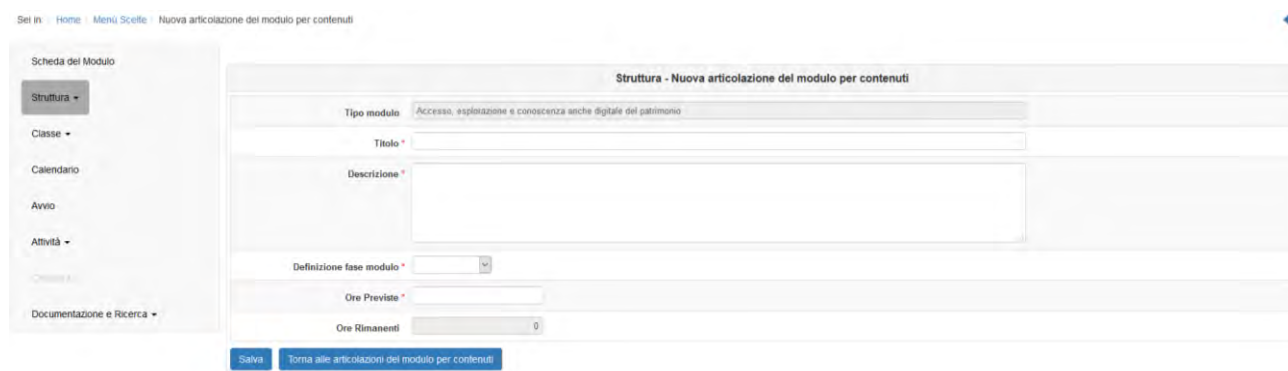 Sei in: Home Menù Scelte Nuova articolazione del modulo per contenuti
Scheda del Modulo
Struttura
Classe
Calendario
Avvio
Attività
Documentazione e Ricerca
Struttura - Nuova articolazione del modulo per contenuti
Tipo modulo Accesso, esplorazione e conoscenza anche digitale del patrimonio
Titolo *
Descrizione *
Definizione fase modulo *
Ore Previste *
Ore Rimanenti 0
Salva Torna alle articolazioni del modulo per contenuti